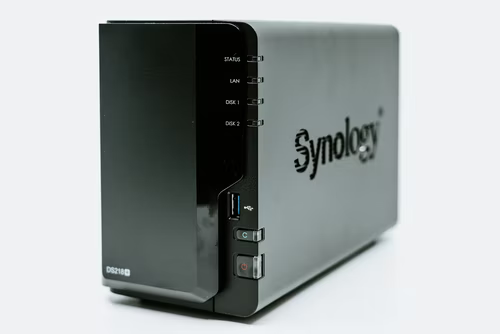 STATUS
LAN
DISK 1
DISK 2
Synology®
C
DS218+